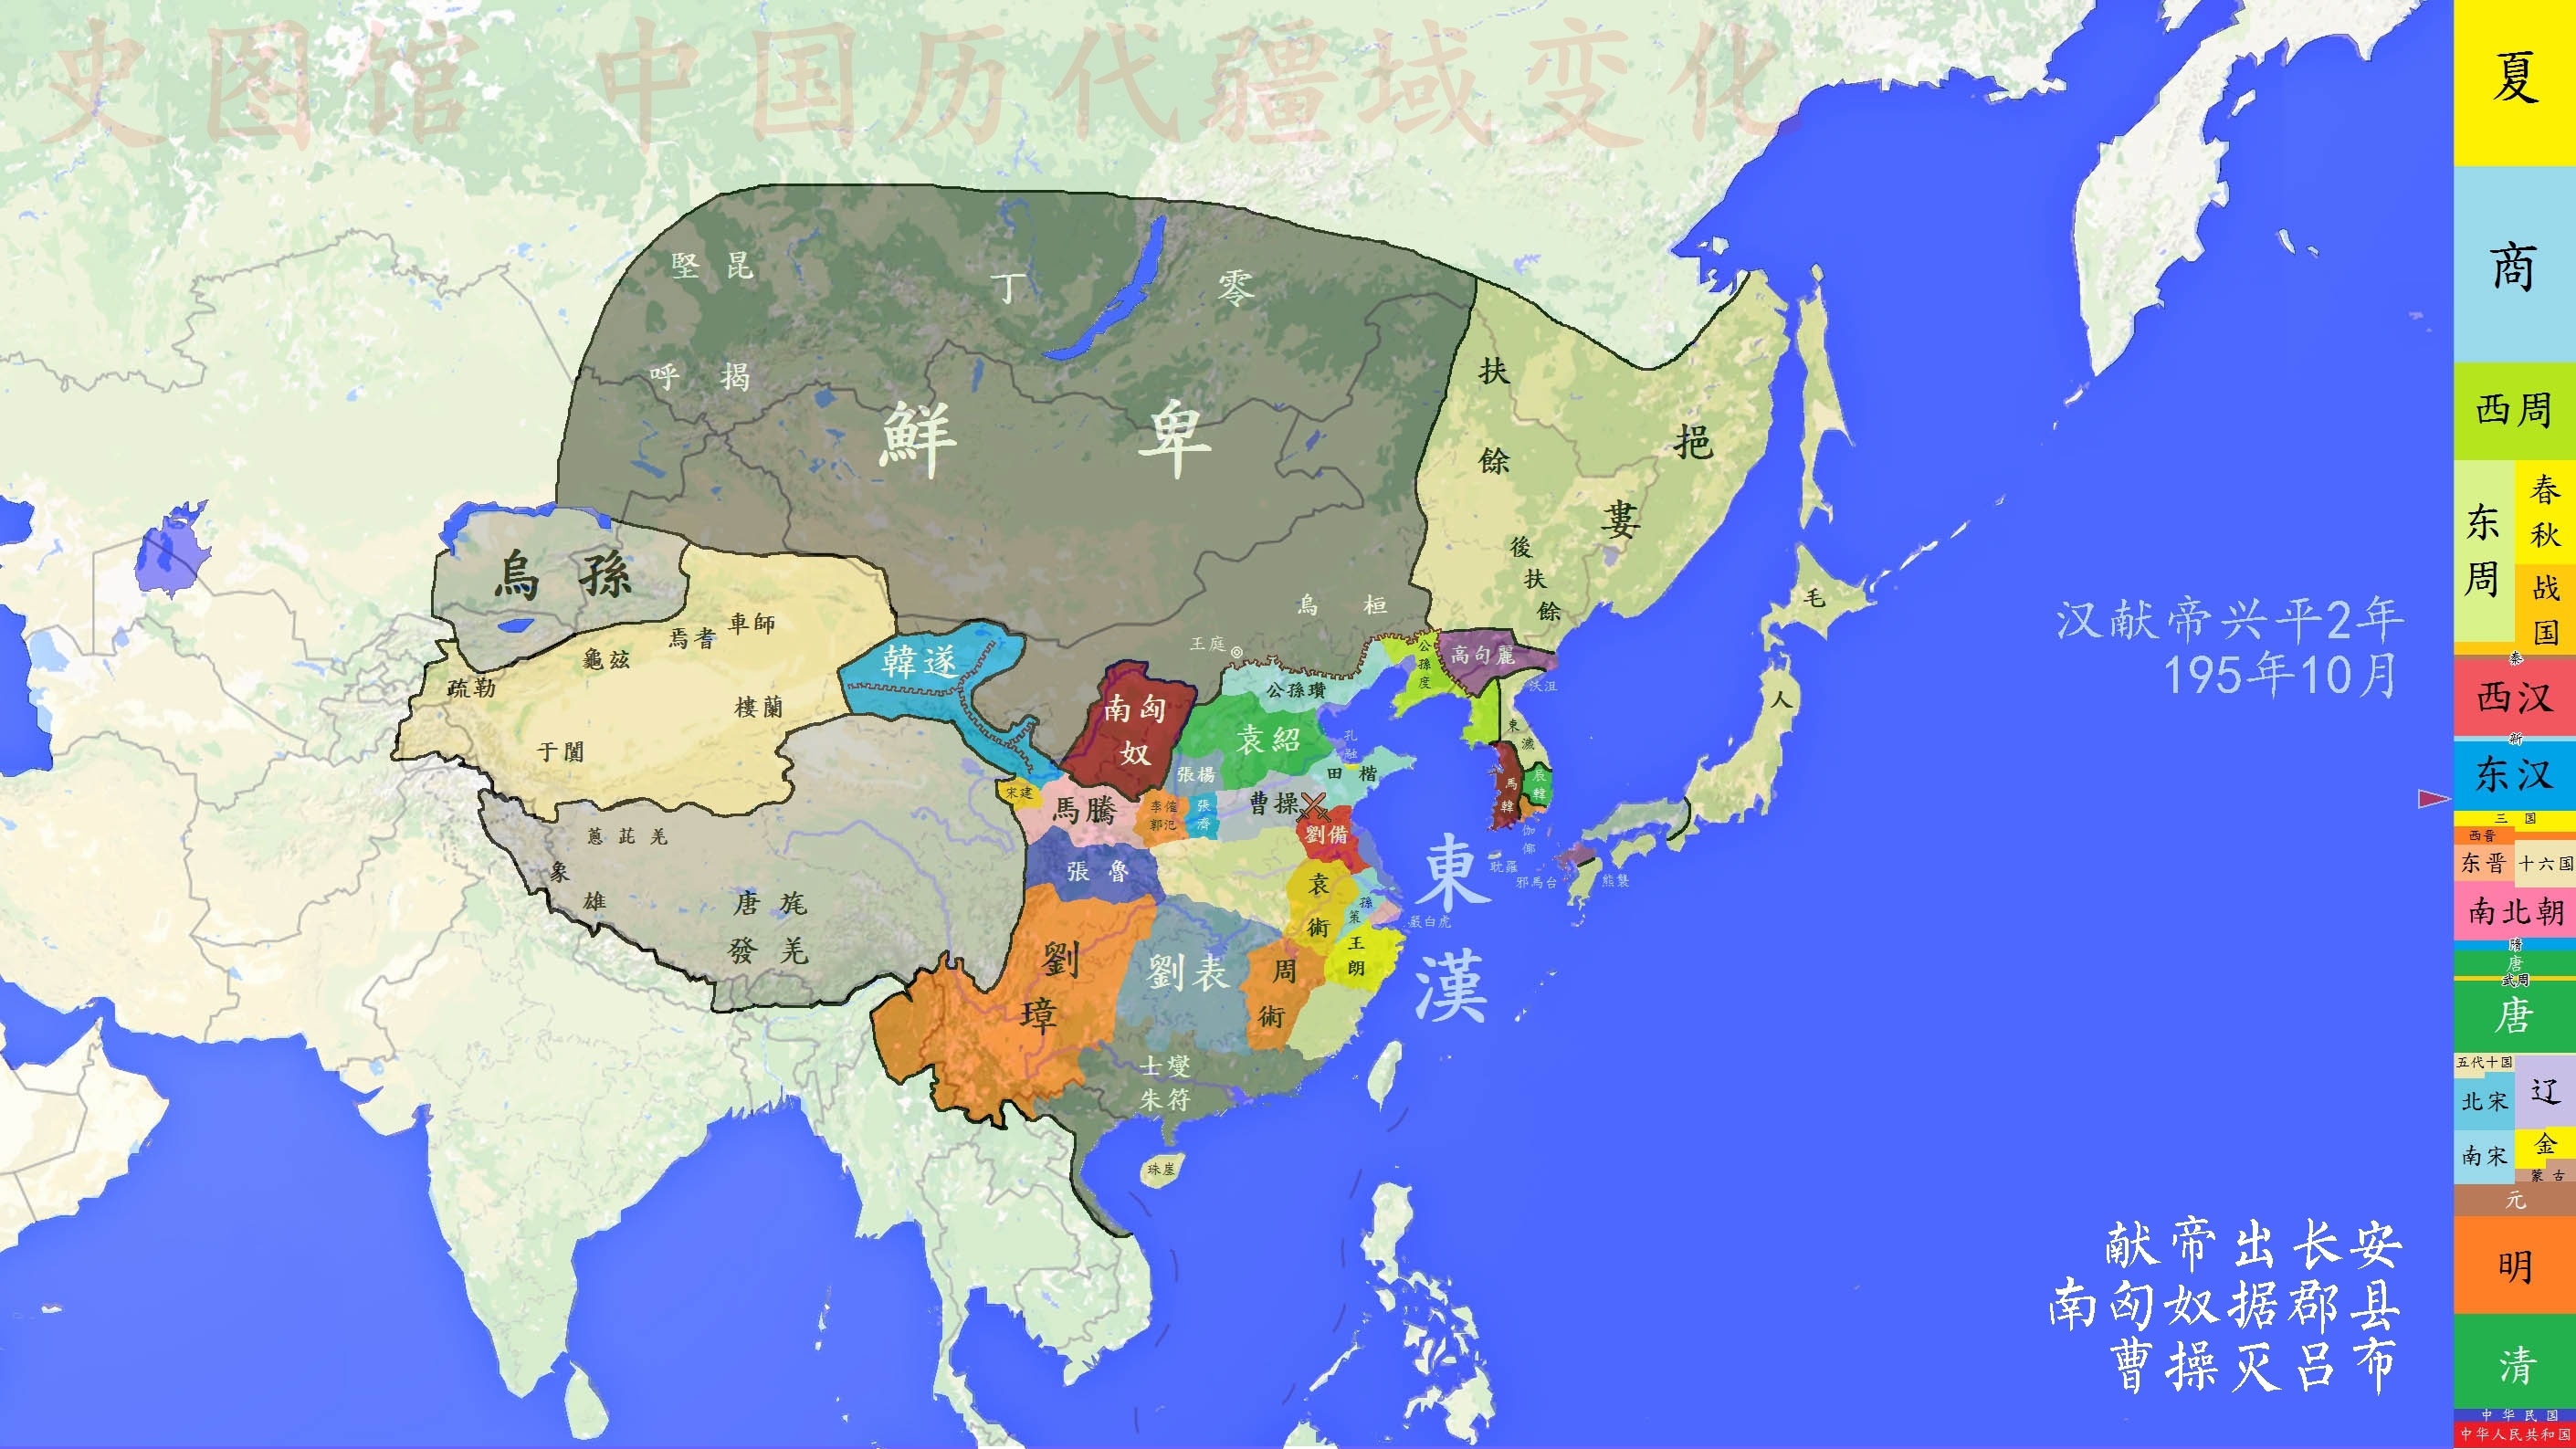 史图馆 中国历代疆域变化
堅昆
丁零
呼揭
鮮卑
扶餘
挹婁
後扶餘
烏孫
烏桓
王庭
車師
焉耆
龜兹
疏勒
樓蘭
于闐
韓遂
南匈奴
公孫瓚
公孫度
高句麗
沃沮
東濊
馬韓
辰韓
伽倻
耽羅
邪馬台
熊襲
毛人
袁紹
孔融
田楷
張楊
曹操
宋建
馬騰
李傕
郭汜
張濟
劉備
張魯
袁術
孫策
嚴白虎
王朗
劉璋
劉表
周術
士燮
朱符
珠崖
蔥茈羌
象雄
唐旄
發羌
東漢
汉献帝兴平2年
195年10月
献帝出长安
南匈奴据郡县
曹操灭吕布
夏
商
西周
东周
春秋
战国
秦
西汉
新
东汉
三国
西晋
东晋
十六国
南北朝
隋
唐
武周
唐
五代十国
辽
北宋
南宋
金
蒙古
元
明
清
中华民国
中华人民共和国